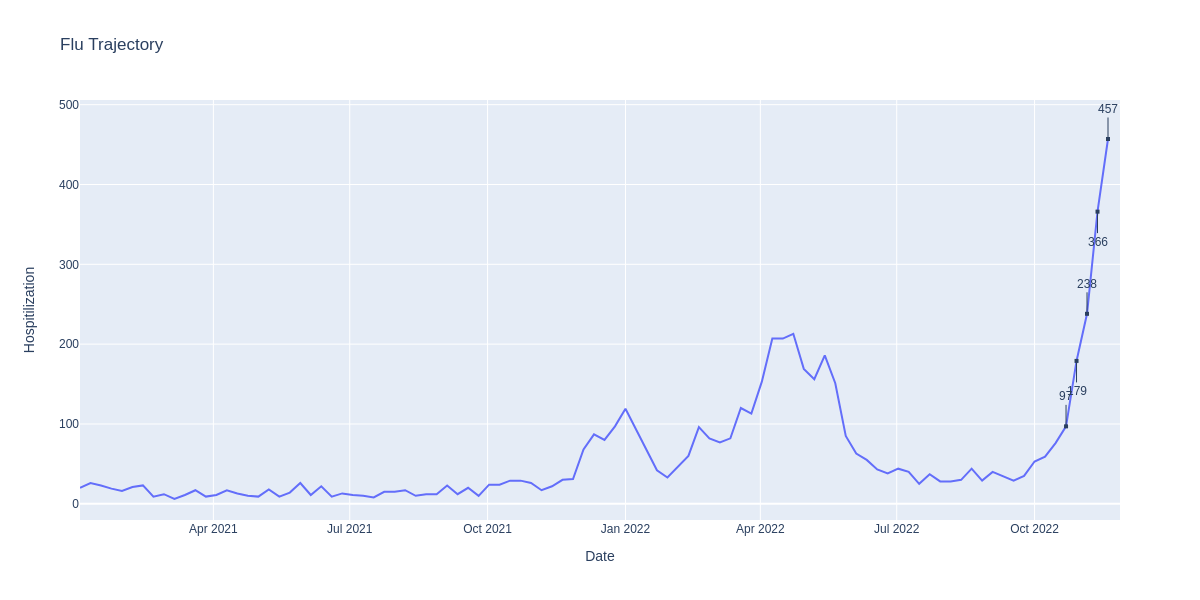 Flu Trajectory
500
400
300
200
100
0
Hospitilization
457
366
238
179
97
Apr 2021
Jul 2021
Oct 2021
Jan 2022
Apr 2022
Jul 2022
Oct 2022
Date